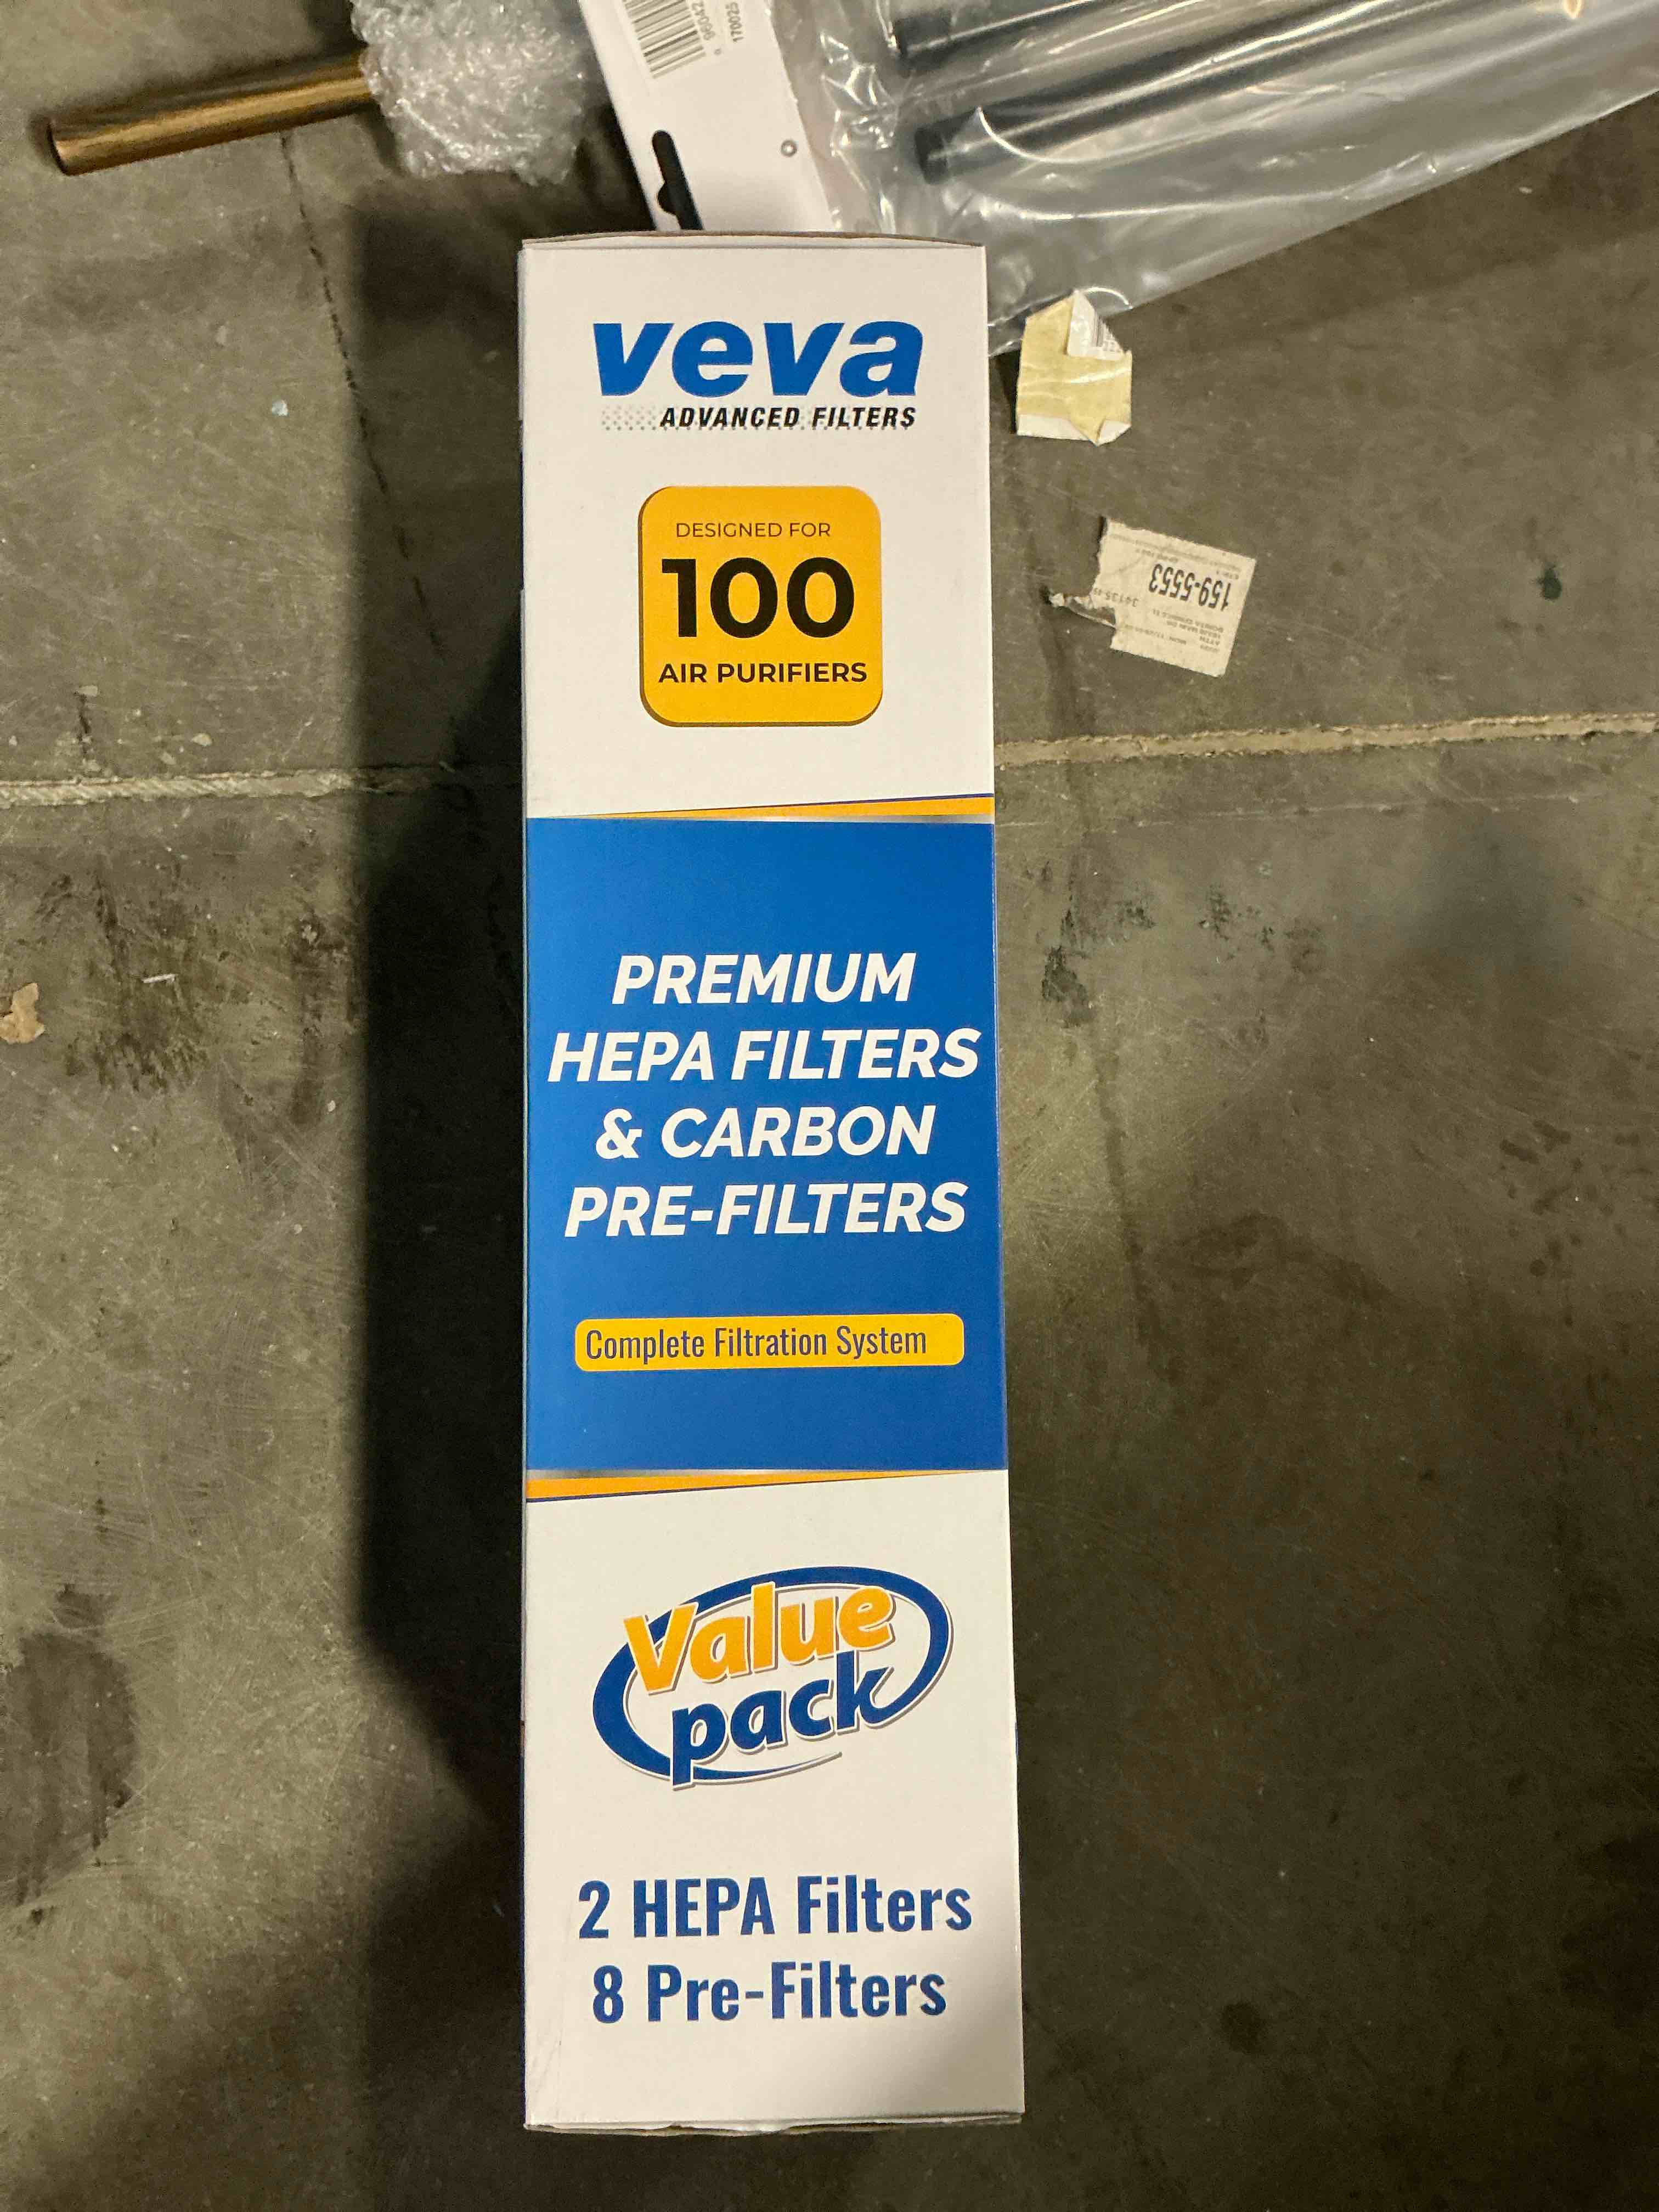 170025
veva
ADVANCED FILTERS
DESIGNED FOR
100
AIR PURIFIERS
159-5553
PREMIUM
HEPA FILTERS
& CARBON
PRE-FILTERS
Complete Filtration System
Value
pack
2 HEPA Filters
8 Pre-Filters